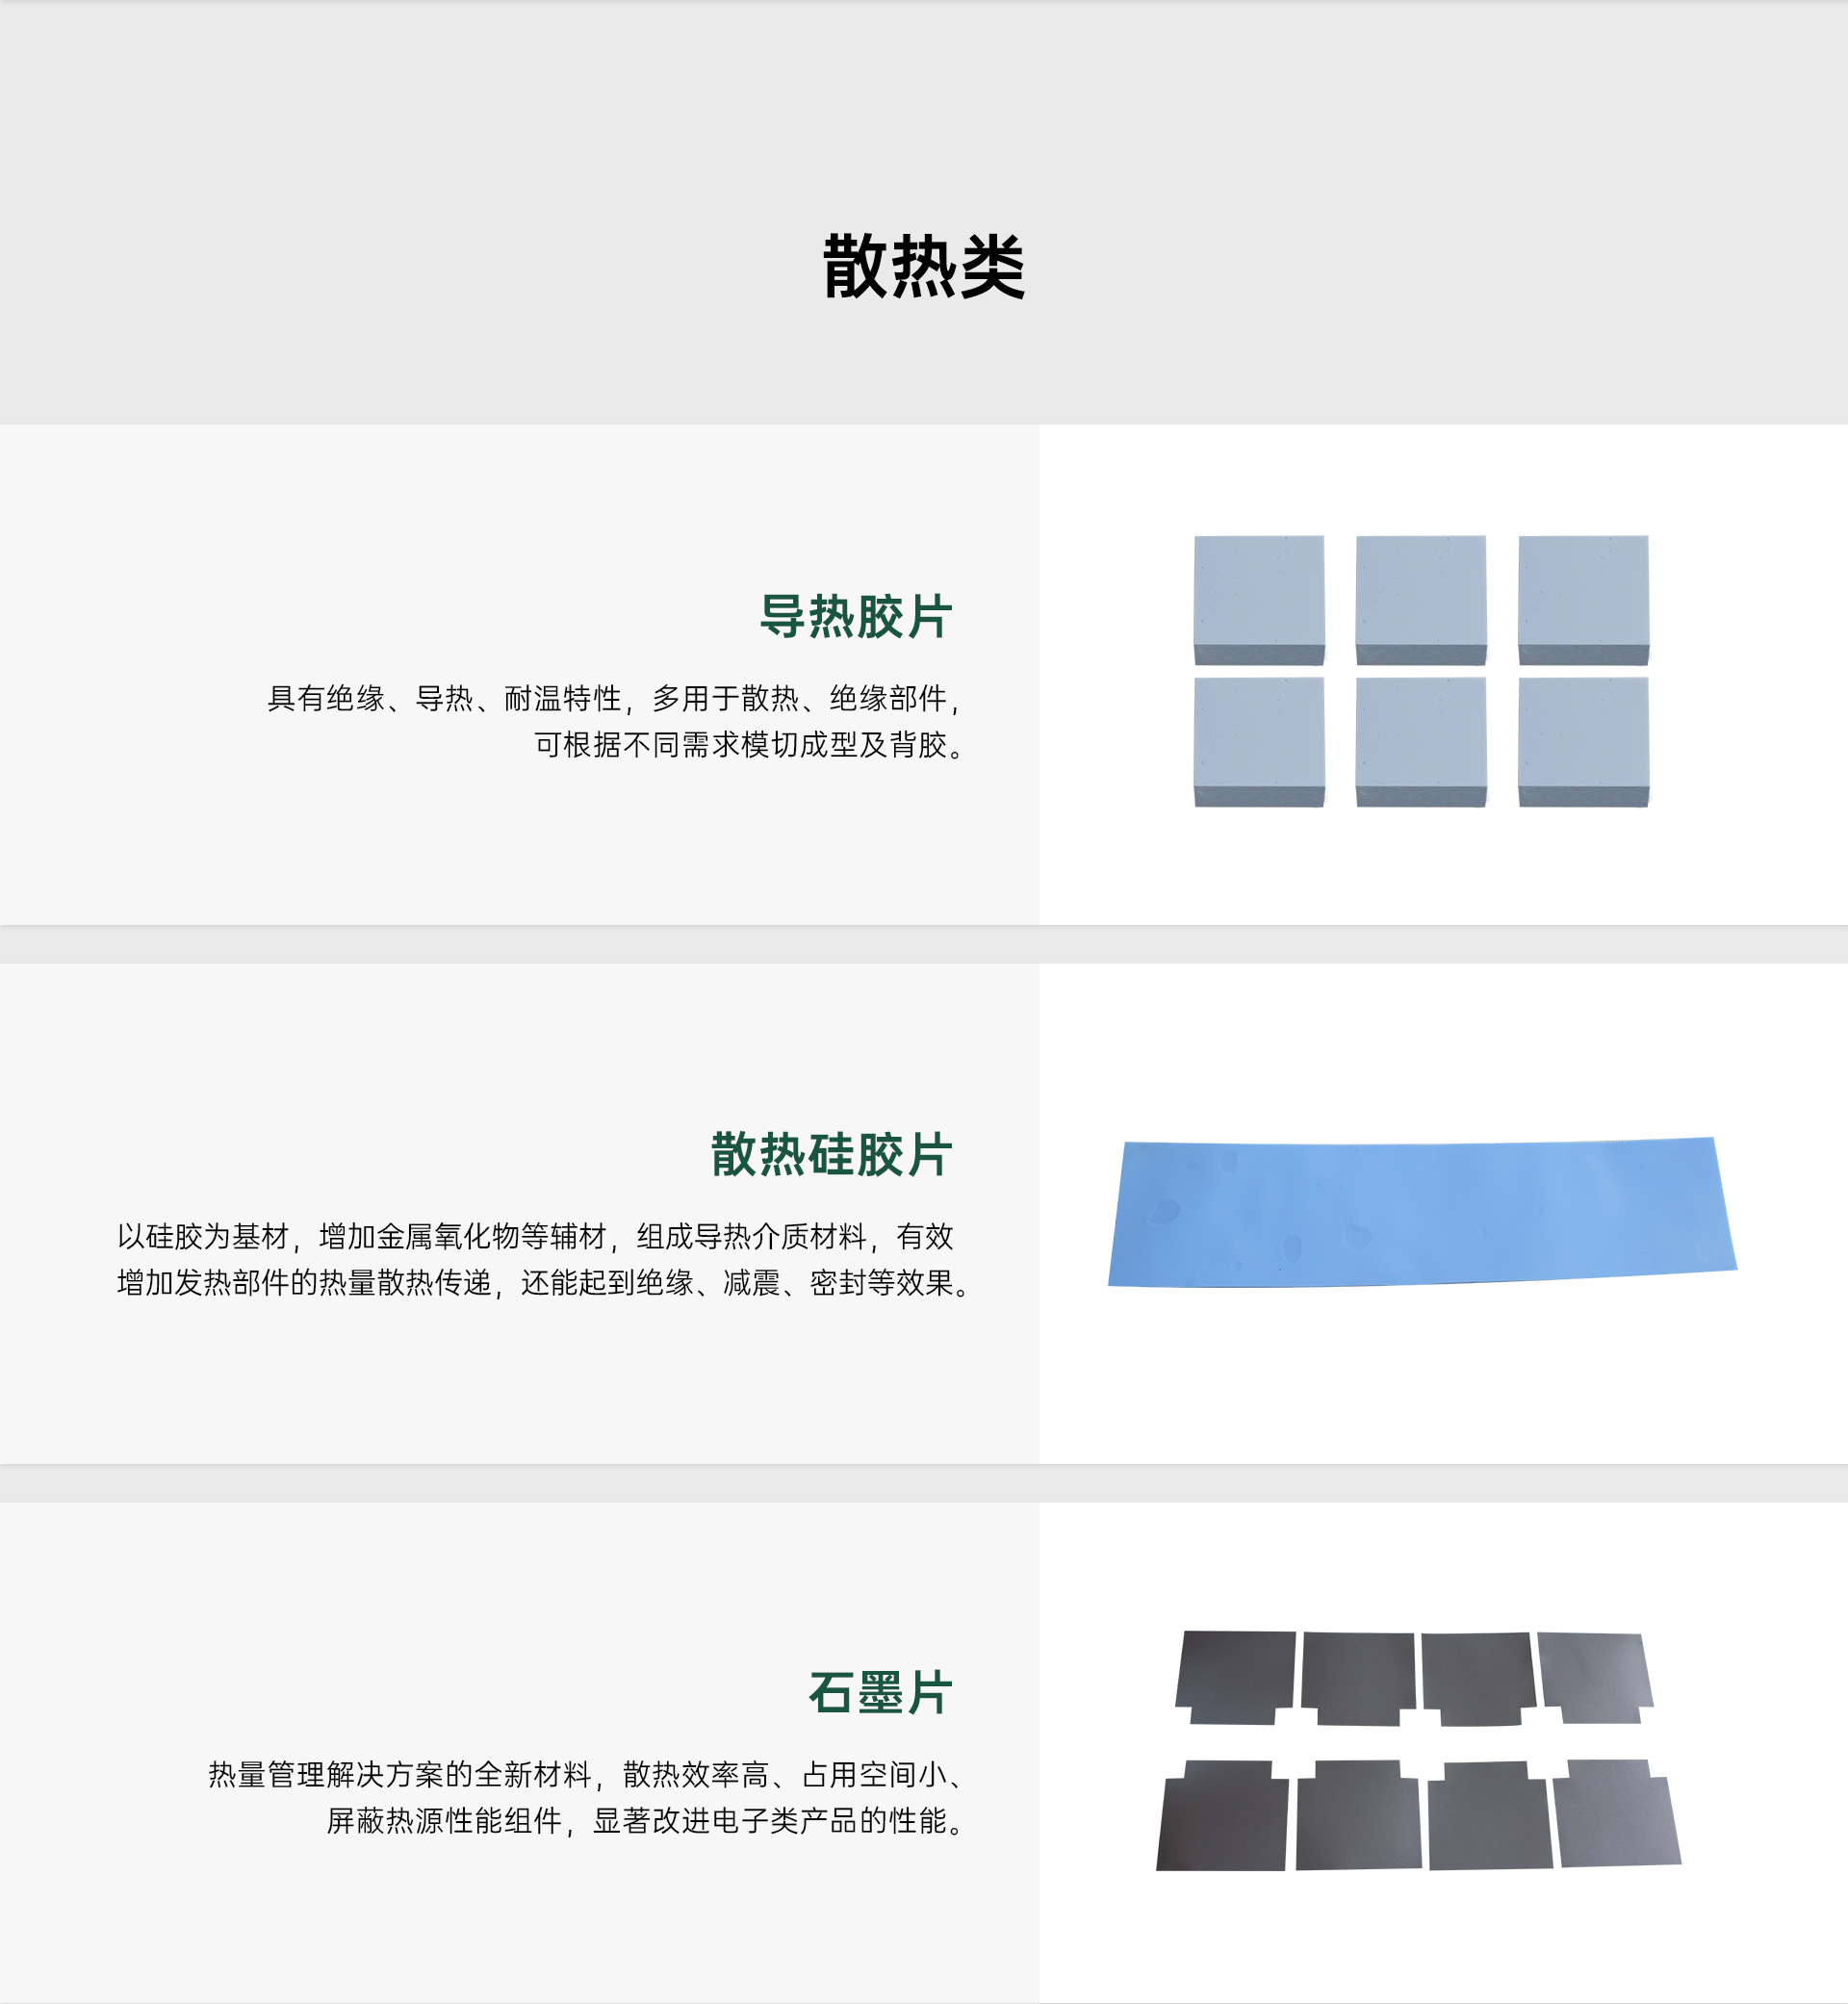 散热类
导热胶片
具有绝缘、导热、耐温特性，多用于散热、绝缘部件，
可根据不同需求模切成型及背胶。
散热硅胶片
以硅胶为基材，增加金属氧化物等辅材，组成导热介质材料，有效
增加发热部件的热量散热传递，还能起到绝缘、减震、密封等效果。
石墨片
热量管理解决方案的全新材料，散热效率高、占用空间小、
屏蔽热源性能组件，显著改进电子类产品的性能。